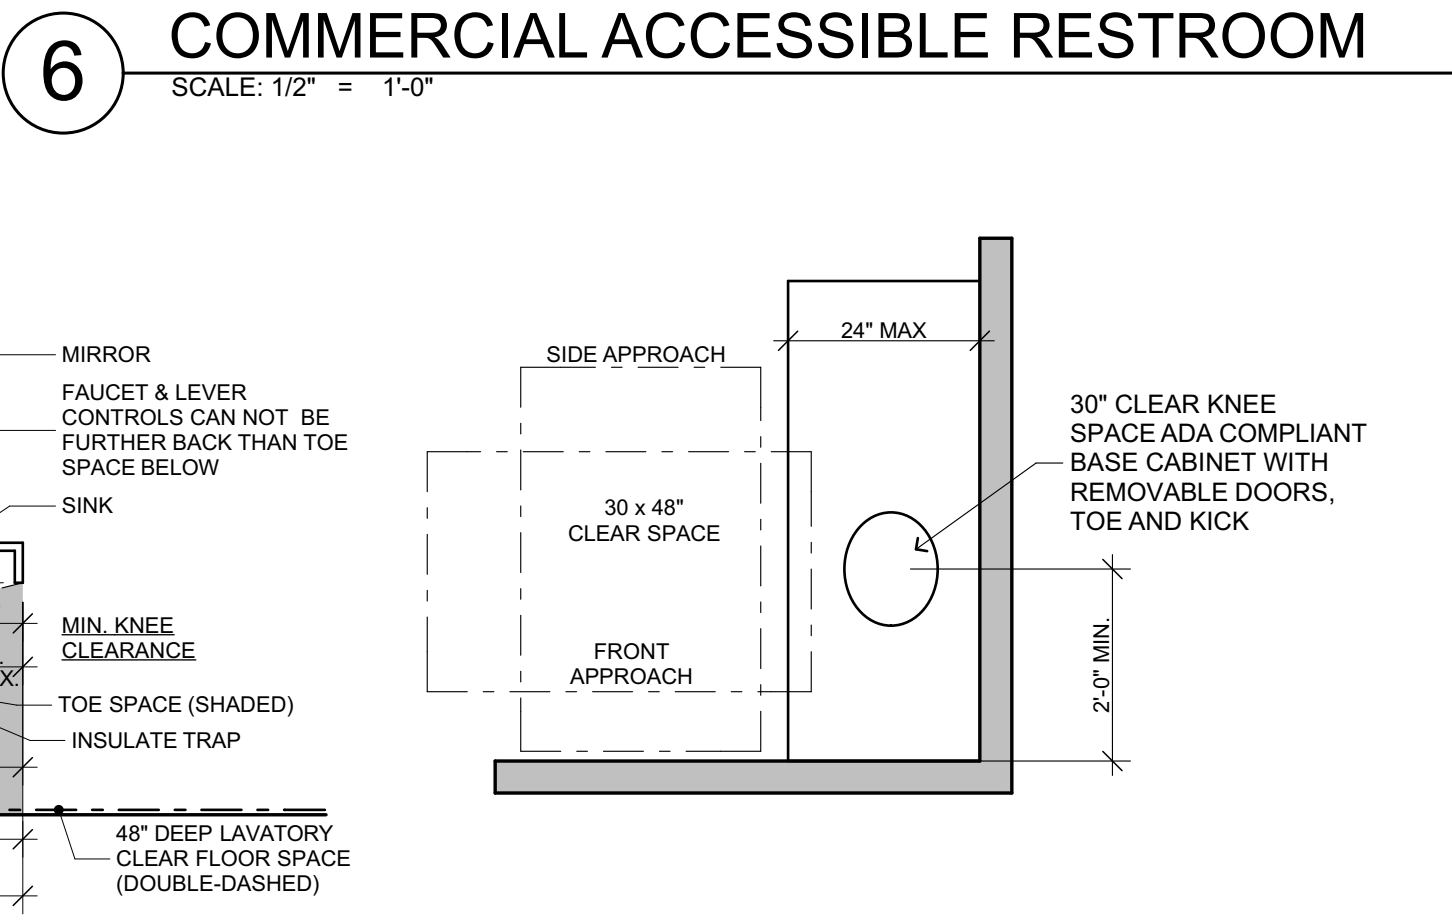 6
COMMERCIAL ACCESSIBLE RESTROOM
SCALE: 1/2" = 1'-0"
MIRROR
FAUCET & LEVER
CONTROLS CAN NOT BE
FURTHER BACK THAN TOE
SPACE BELOW
SINK
MIN. KNEE
CLEARANCE
X.
TOE SPACE (SHADED)
INSULATE TRAP
48" DEEP LAVATORY
CLEAR FLOOR SPACE
(DOUBLE-DASHED)
SIDE APPROACH
30 x 48"
CLEAR SPACE
FRONT
APPROACH
24" MAX
30" CLEAR KNEE
SPACE ADA COMPLIANT
BASE CABINET WITH
REMOVABLE DOORS,
TOE AND KICK
2'-0" MIN.